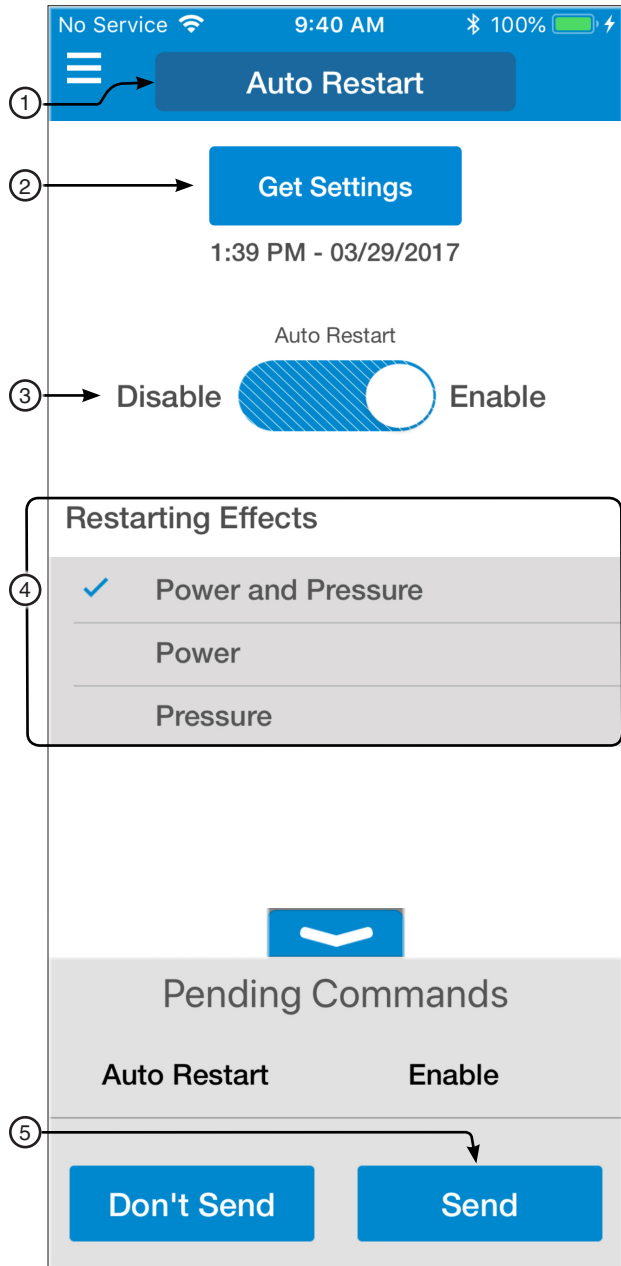 No Service 9:40 AM 100%
1 Auto Restart
2 Get Settings
1:39 PM - 03/29/2017
Auto Restart
3 Disable Enable
Restarting Effects
4 Power and Pressure
Power
Pressure
Pending Commands
Auto Restart Enable
5
Don't Send Send